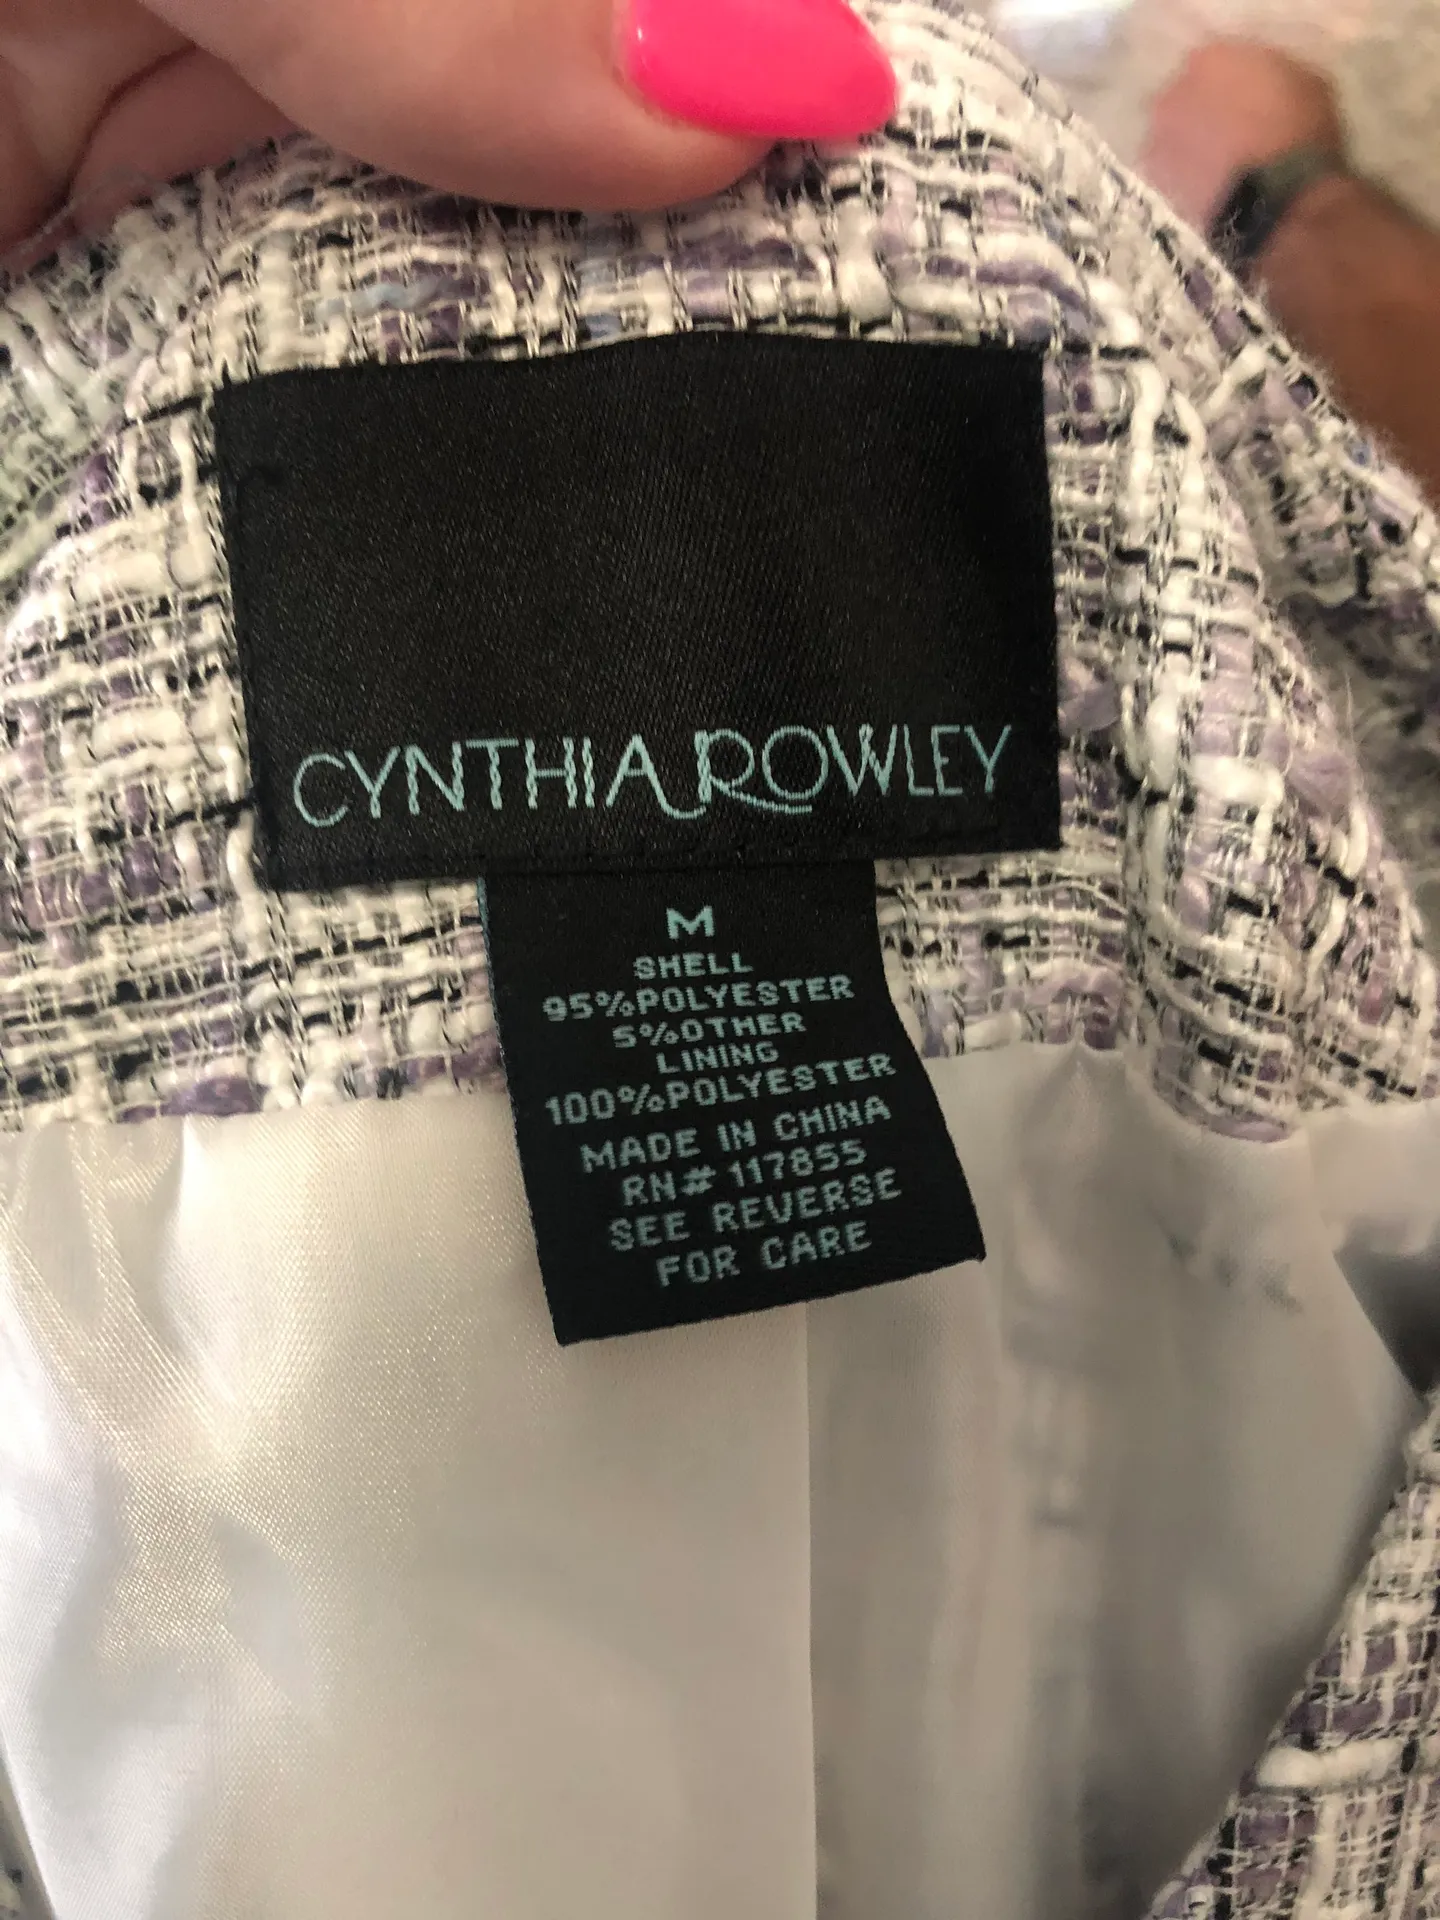 CYNTHIA ROWLEY
M
SHELL
95%POLYESTER
5%OTHER
LINING
100%POLYESTER
MADE IN CHINA
RN# 117855
SEE REVERSE
FOR CARE